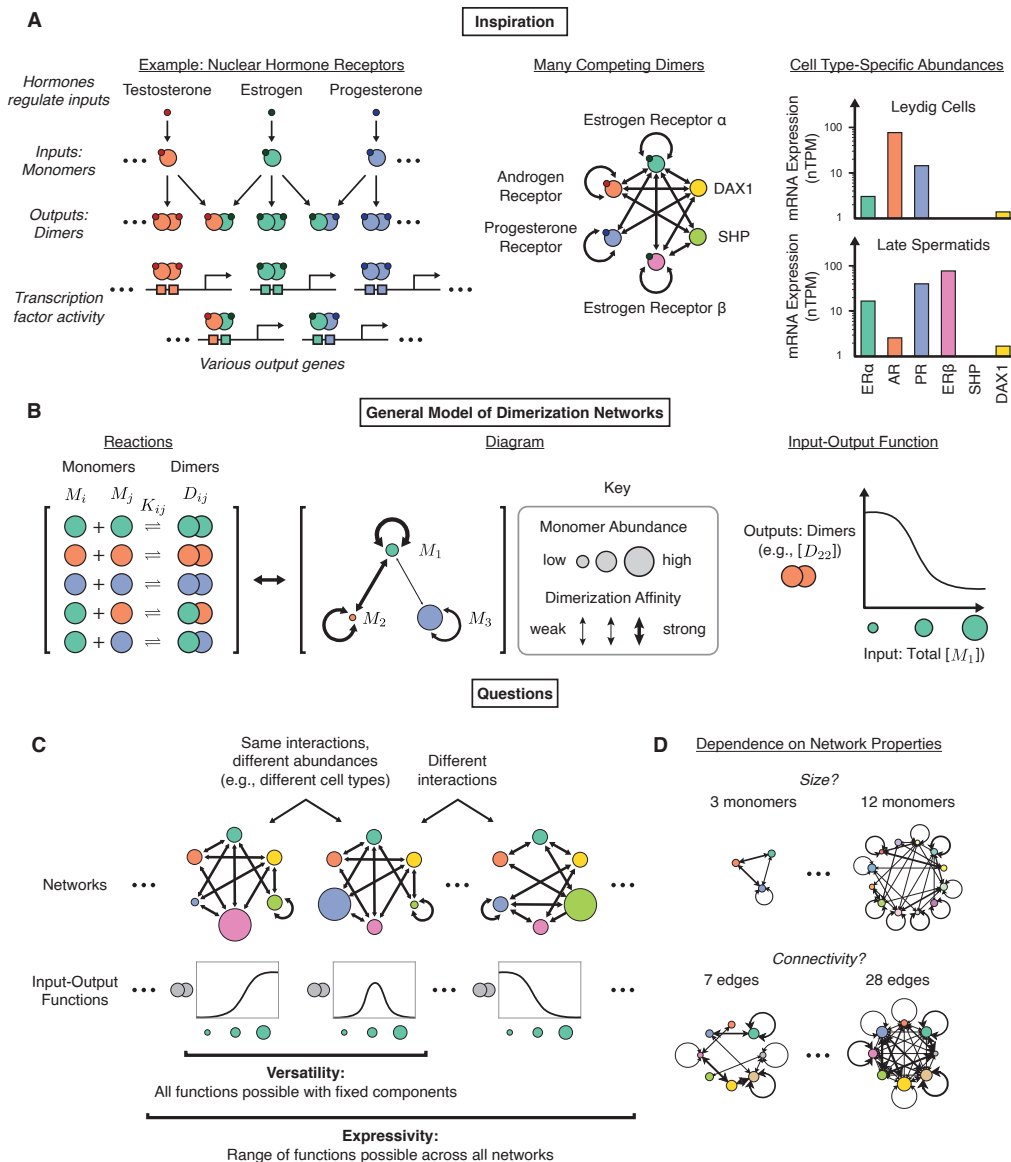 A
Inspiration
Example: Nuclear Hormone Receptors
Many Competing Dimers
Cell Type-Specific Abundances
Hormones
regulate inputs
Testosterone
Estrogen
Progesterone
Inputs:
Monomers
Outputs:
Dimers
Transcription
factor activity
Various output genes
Estrogen Receptor α
Androgen
Receptor
DAX1
Progesterone
Receptor
SHP
Estrogen Receptor β
mRNA Expression
(nTPM)
Leydig Cells
100
10
1
mRNA Expression
(nTPM)
Late Spermatids
100
10
1
ERα
AR
PR
ERβ
SHP
DAX1
B
General Model of Dimerization Networks
Reactions
Diagram
Input-Output Function
Monomers
Dimers
M_i
M_j
K_ij
D_ij
+ ⇌
+ ⇌
+ ⇌
+ ⇌
+ ⇌
M_1
M_2
M_3
Key
Monomer Abundance
low
high
Dimerization Affinity
weak
strong
Outputs: Dimers
(e.g., [D_22])
Input: Total [M_1])
Questions
C
Same interactions,
different abundances
(e.g., different cell types)
Different
interactions
Networks
Input-Output
Functions
Versatility:
All functions possible with fixed components
Expressivity:
Range of functions possible across all networks
D
Dependence on Network Properties
Size?
3 monomers
12 monomers
Connectivity?
7 edges
28 edges